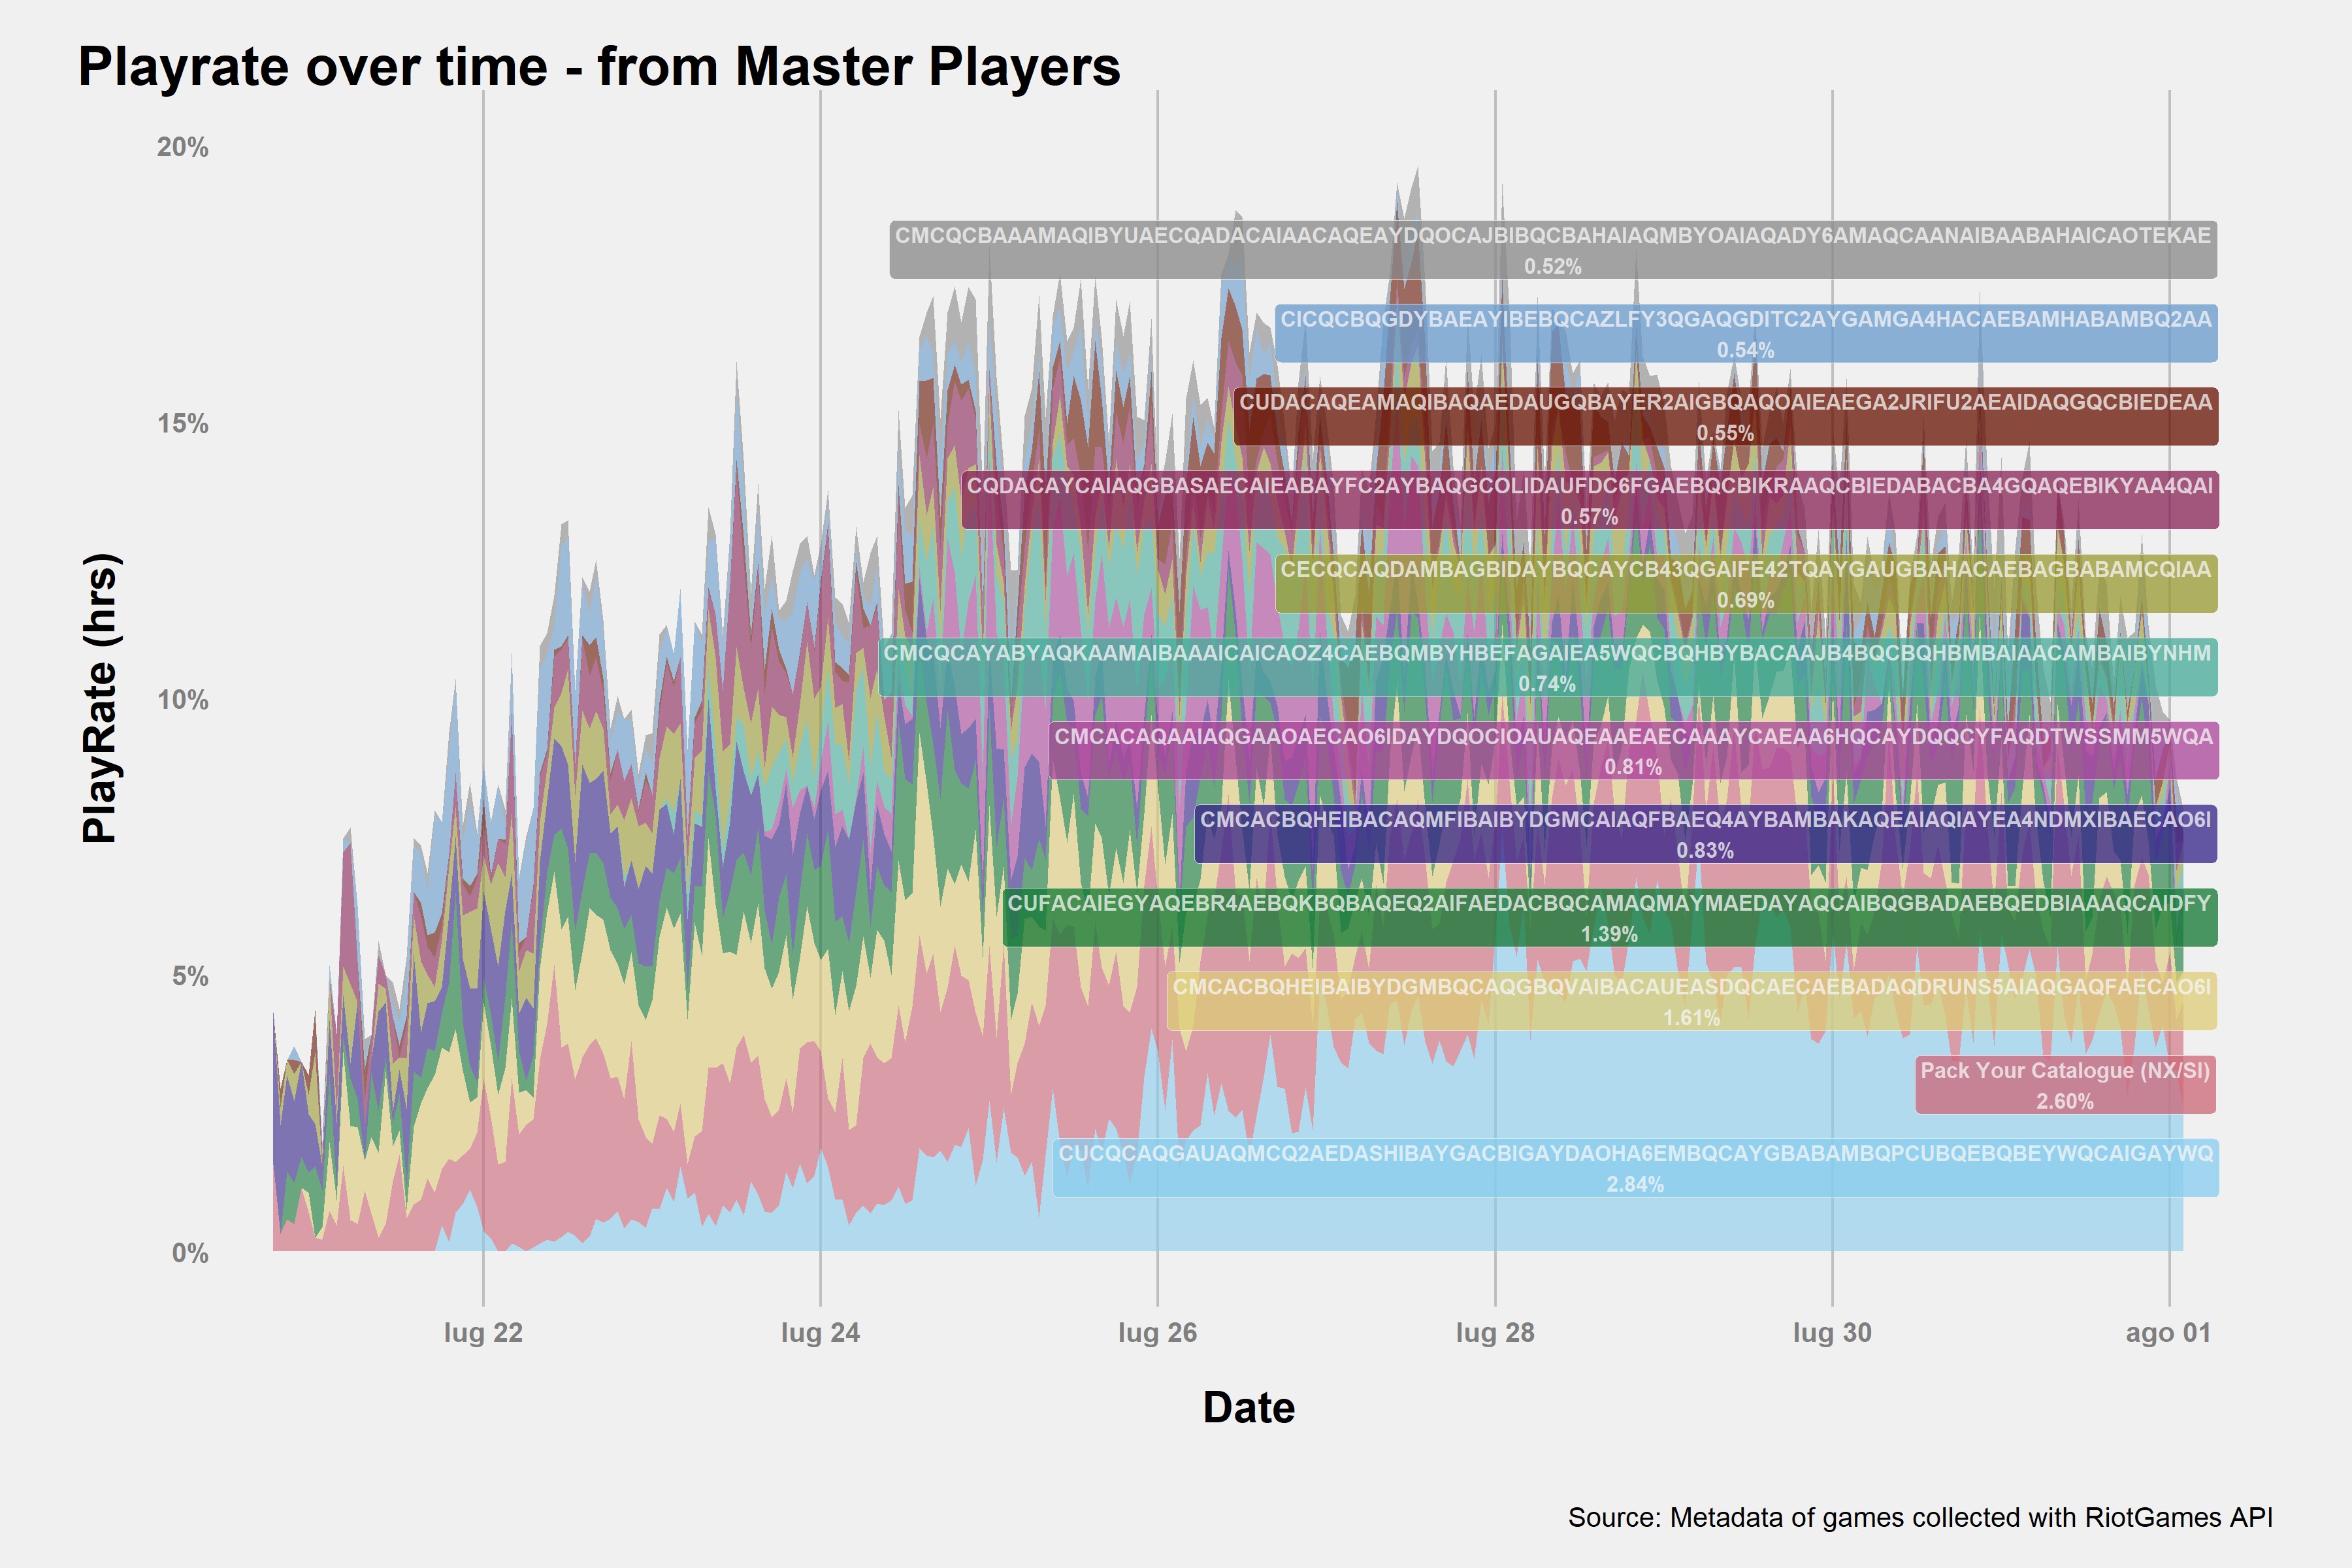 Playrate over time - from Master Players
20%
15%
10%
5%
0%
PlayRate (hrs)
CMCQCBAAAMAQIBYUAECQADACAIAACAQEAYDQOCAJBIBQCBAHAIAQMBYOAIAQADY6AMAQCAANAIBAABAHAICAOTEKAE
0.52%
CICQCBQGDYBAEAYIBEBQCAZLFY3QGAQGDITC2AYGAMGA4HACAEBAMHABAMBQ2AA
0.54%
CUDACAQEAMAQIBAQAEDAUGQBAYER2AIGBQAQOAIEAEGA2JRIFU2AEAIDAQGQCBIEDEAA
0.55%
CQDACAYCAIAQGBASAECAIEABAYFC2AYBAQGCOLIDAUFDC6FGAEBQCBIKRAAQCBIEDABACBA4GQAQEBIKYAA4QAI
0.57%
CECQCAQDAMBAGBIDAYBQCAYCB43QGAIFE42TQAYGAUGBAHACAEBAGBABAMCQIAA
0.69%
CMCQCAYABYAQKAAMAIBAAAICAICAOZ4CAEBQMBYHBEFAGAIEA5WQCBQHBYBACAAJB4BQCBQHBMBAIAACAMBAIBYNHM
0.74%
CMCACAQAAIAQGAAOAECAO6IDAYDQOCIOAUAQEAAEAECAAAYCAEAA6HQCAYDQQCYFAQDTWSSMM5WQA
0.81%
CMCACBQHEIBACAQMFIBAIBYDGMCAIAQFBAEQ4AYBAMBAKAQEAIAQIAYEA4NDMXIBAECAO6I
0.83%
CUFACAIEGYAQEBR4AEBQKBQBAQEQ2AIFAEDACBQCAMAQMAYMAEDAYAQCAIBQGBADAEBQEDBIAAAQCAIDFY
1.39%
CMCACBQHEIBAIBYDGMBQCAQGBQVAIBACAUEASDQCAECAEBADAQDRUNS5AIAQGAQFAECAO6I
1.61%
Pack Your Catalogue (NX/SI)
2.60%
CUCQCAQGAUAQMCQ2AEDASHIBAYGACBIGAYDAOHA6EMBQCAYGBABAMBQPCUBQEBQBEYWQCAIGAYWQ
2.84%
lug 22
lug 24
lug 26
lug 28
lug 30
ago 01
Date
Source: Metadata of games collected with RiotGames API